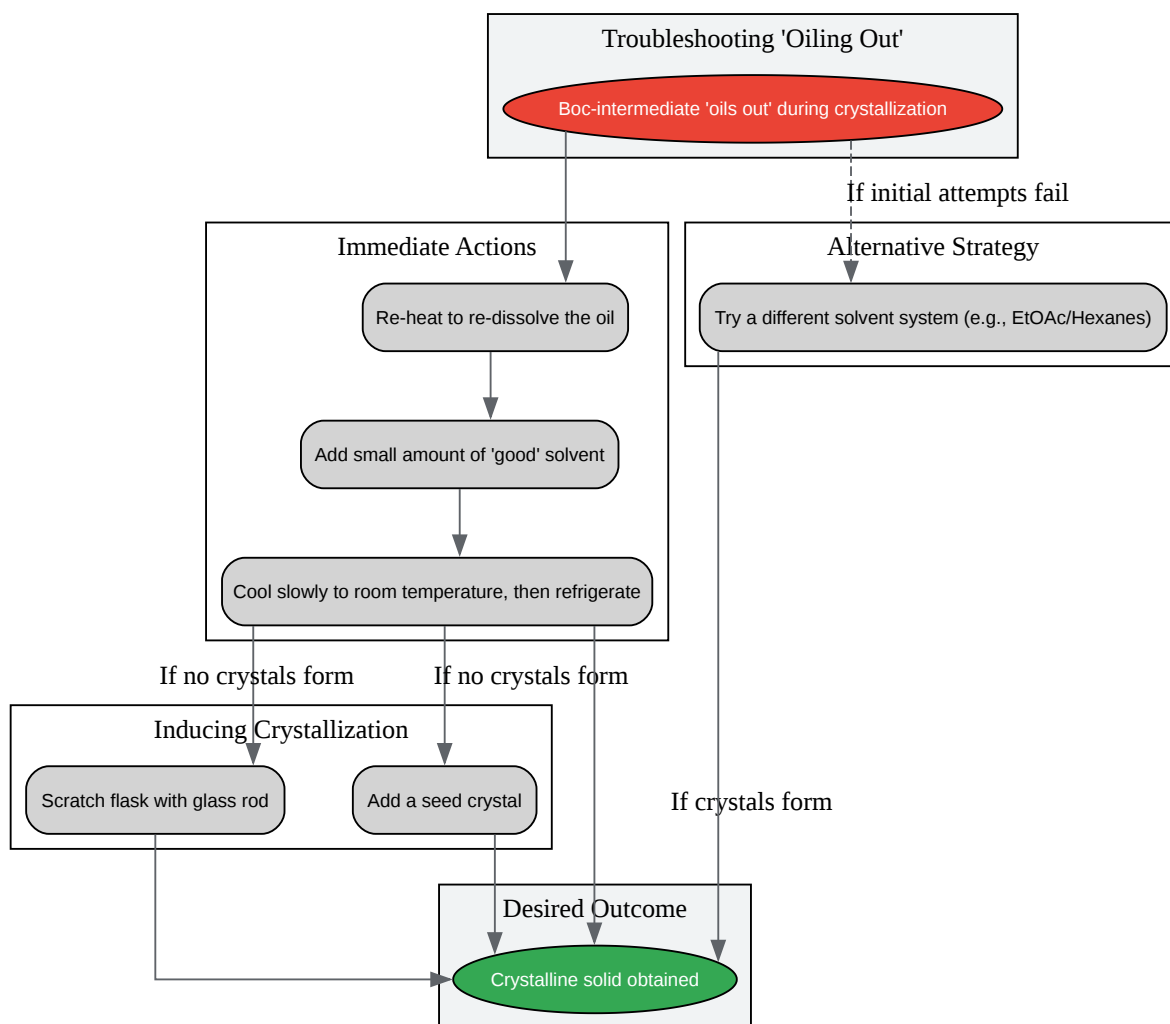 Troubleshooting 'Oiling Out'
Boc-intermediate 'oils out' during crystallization
If initial attempts fail
Immediate Actions
Alternative Strategy
Re-heat to re-dissolve the oil
Try a different solvent system (e.g., EtOAc/Hexanes)
Add small amount of 'good' solvent
Cool slowly to room temperature, then refrigerate
If no crystals form
If no crystals form
Inducing Crystallization
Scratch flask with glass rod
Add a seed crystal
If crystals form
Desired Outcome
Crystalline solid obtained